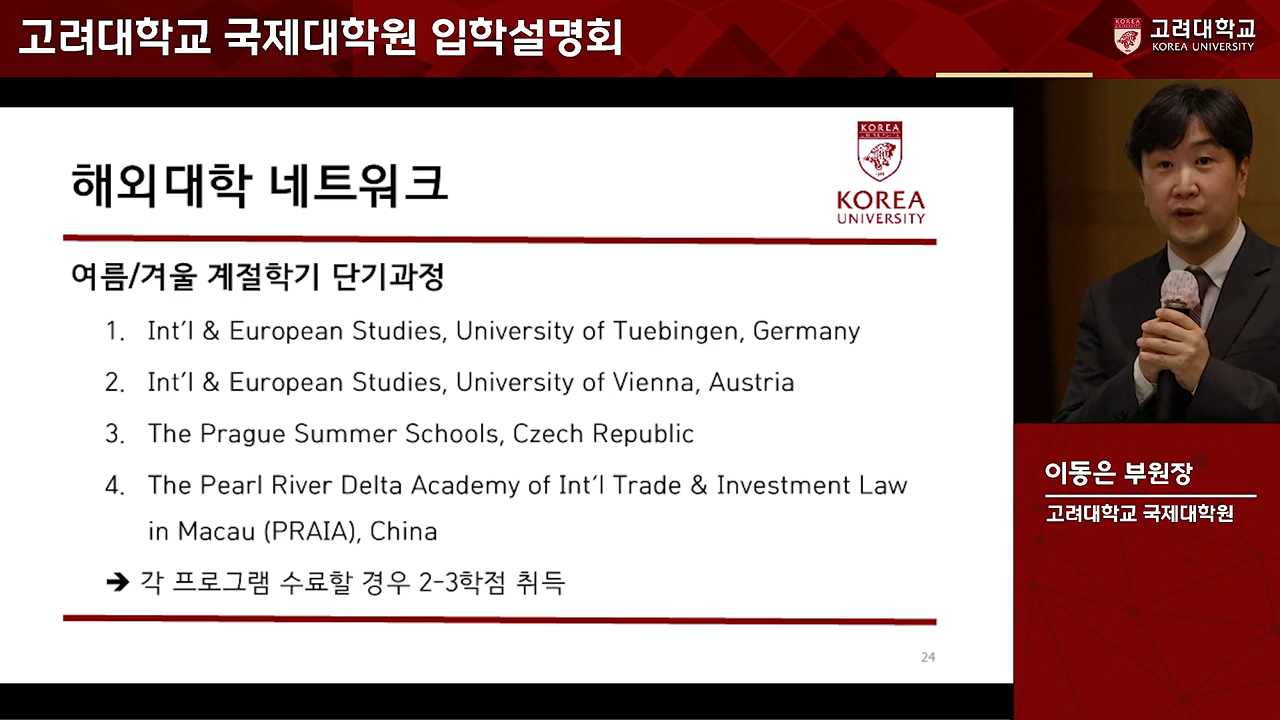 고려대학교 국제대학원 입학설명회
KOREA
고려대학교
KOREA UNIVERSITY
해외대학 네트워크
KOREA
KOREA
UNIVERSITY
여름/겨울 계절학기 단기과정
1. Int'l & European Studies, University of Tuebingen, Germany
2. Int'l & European Studies, University of Vienna, Austria
3. The Prague Summer Schools, Czech Republic
4. The Pearl River Delta Academy of Int'l Trade & Investment Law
in Macau (PRAIA), China
➔ 각 프로그램 수료할 경우 2-3학점 취득
24
이동은 부원장
고려대학교 국제대학원